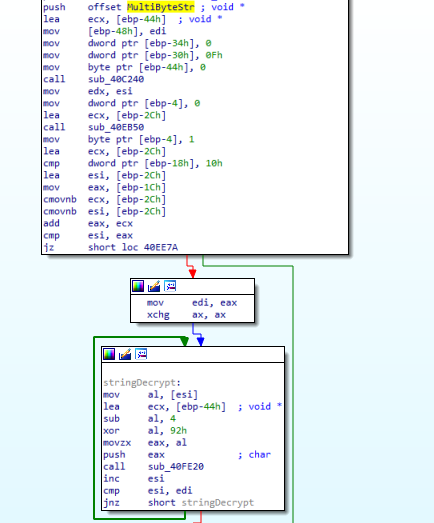 push offset MultiByteStr ; void *
lea ecx, [ebp-44h] ; void *
mov [ebp-48h], edi
mov dword ptr [ebp-34h], 0
mov dword ptr [ebp-30h], 0Fh
mov byte ptr [ebp-44h], 0
call sub_40C240
mov edx, esi
mov dword ptr [ebp-4], 0
lea ecx, [ebp-2Ch]
call sub_40EB50
mov byte ptr [ebp-4], 1
lea ecx, [ebp-2Ch]
cmp dword ptr [ebp-18h], 10h
lea esi, [ebp-2Ch]
mov eax, [ebp-1Ch]
cmovnb ecx, [ebp-2Ch]
cmovnb esi, [ebp-2Ch]
add eax, ecx
cmp esi, eax
jz short loc_40EE7A
mov edi, eax
xchg ax, ax
stringDecrypt:
mov al, [esi]
lea ecx, [ebp-44h] ; void *
sub al, 4
xor al, 92h
movzx eax, al
push eax ; char
call sub_40FE20
inc esi
cmp esi, edi
jnz short stringDecrypt